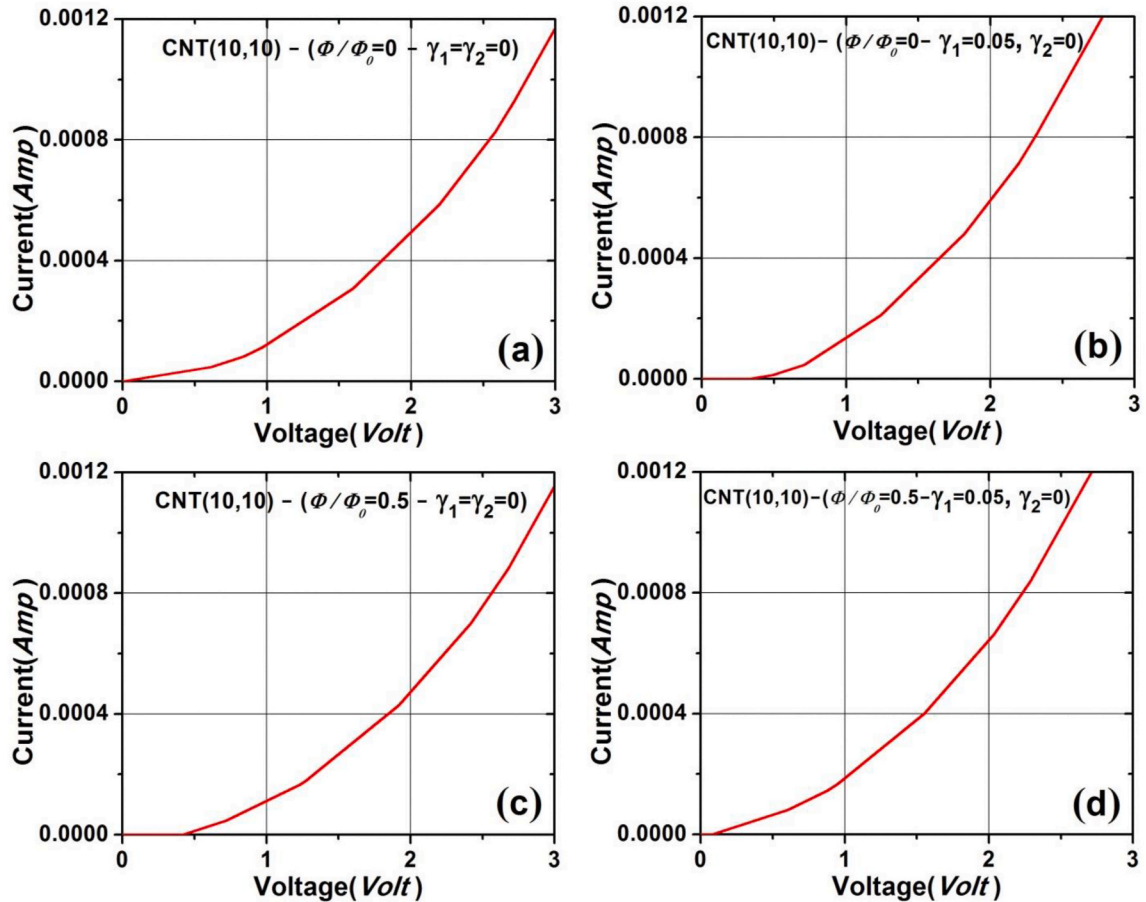 0.0012
CNT(10,10) - (Φ/Φ₀=0 - γ₁=γ₂=0)
0.0008
Current(Amp)
0.0004
(a)
0.0000
0 1 2 3
Voltage(Volt)
0.0012
CNT(10,10)- (Φ/Φ₀=0- γ₁=0.05, γ₂=0)
0.0008
Current(Amp)
0.0004
(b)
0.0000
0 1 2 3
Voltage(Volt)
0.0012
CNT(10,10) - (Φ/Φ₀=0.5 - γ₁=γ₂=0)
0.0008
Current(Amp)
0.0004
(c)
0.0000
0 1 2 3
Voltage(Volt)
0.0012
CNT(10,10)-(Φ/Φ₀=0.5-γ₁=0.05, γ₂=0)
0.0008
Current(Amp)
0.0004
(d)
0.0000
0 1 2 3
Voltage(Volt)